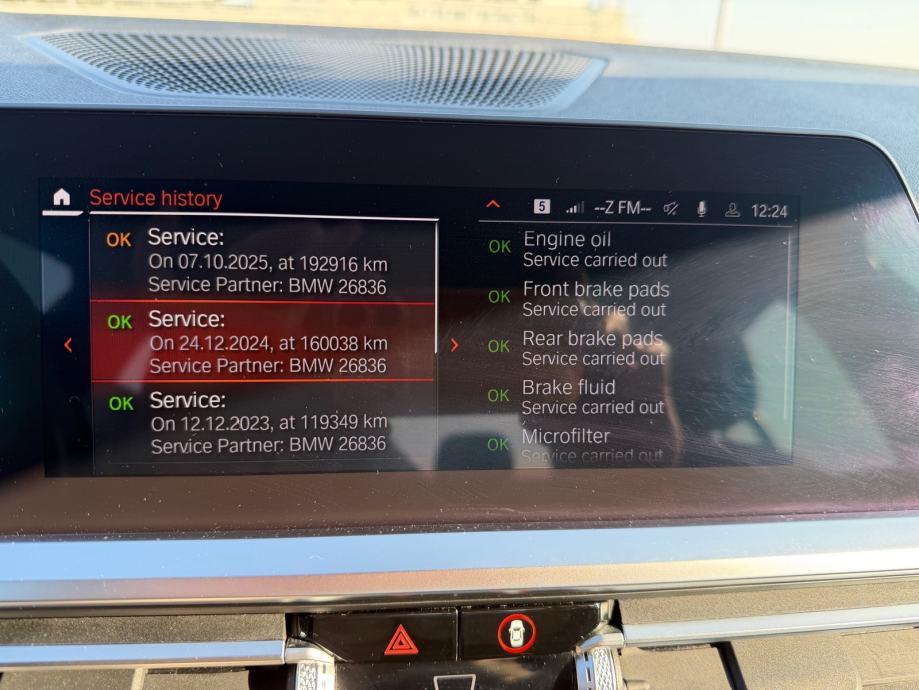 Service history
5 --Z FM-- 12:24
OK Service:
On 07.10.2025, at 192916 km
Service Partner: BMW 26836
OK Service:
On 24.12.2024, at 160038 km
Service Partner: BMW 26836
OK Service:
On 12.12.2023, at 119349 km
Service Partner: BMW 26836
OK Engine oil
Service carried out
OK Front brake pads
Service carried out
OK Rear brake pads
Service carried out
OK Brake fluid
Service carried out
OK Microfilter
Service carried out